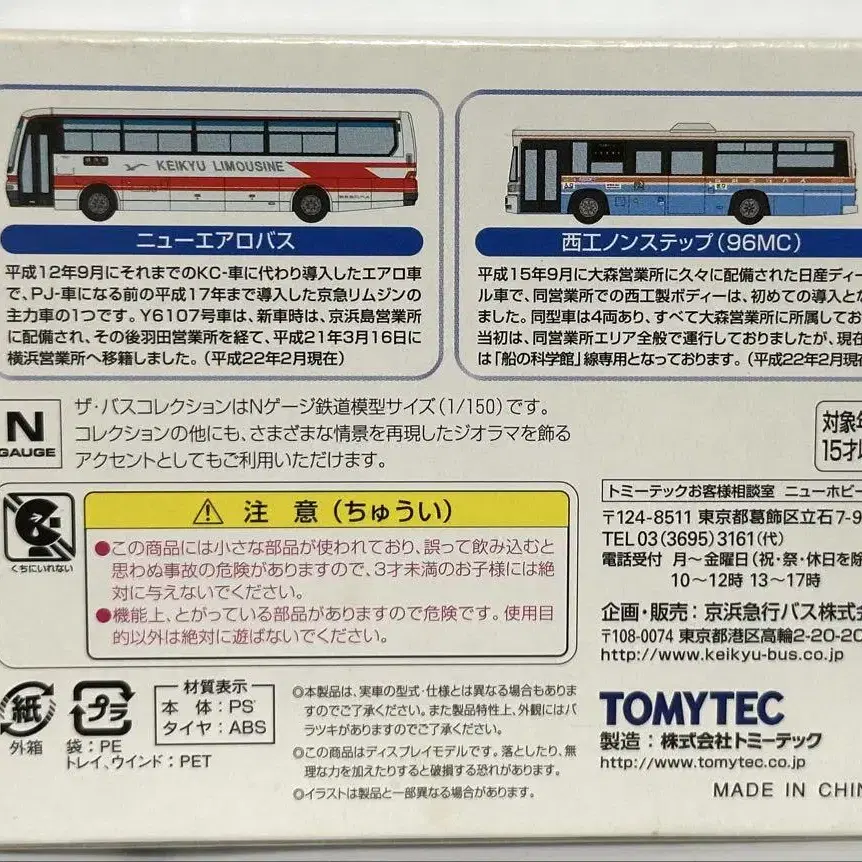 KEIKYU LIMOUSINE
ニューエアロバス
平成12年9月にそれまでのKC-車に代わり導入したエアロ車
で、PJ-車になる前の平成17年まで導入した京急リムジンの
主力車の1つです。Y6107号車は、新車時は、京浜島営業所
に配備され、その後羽田営業所を経て、平成21年3月16日に
横浜営業所へ移籍しました。(平成22年2月現在)
西工ノンステップ(96MC)
平成15年9月に大森営業所に久々に配備された日産ディー
ル車で、同営業所での西工製ボディーは、初めての導入と
ました。同型車は4両あり、すべて大森営業所に所属してお
当初は、同営業所エリア全般で運行しておりましたが、現在
は「船の科学館」線専用となっております。(平成22年2月現在
N
GAUGE
ザ・バスコレクションはNゲージ鉄道模型サイズ(1/150)です。
コレクションの他にも、さまざまな情景を再現したジオラマを飾る
アクセントとしてもご利用いただけます。
対象年
15才以
くちにいれない
注 意(ちゅうい)
●この商品には小さな部品が使われており、誤って飲み込むと
思わぬ事故の危険がありますので、3才未満のお子様には絶
対に与えないでください。
●機能上、とがっている部品がありますので危険です。使用目
的以外は絶対に遊ばないでください。
トミーテックお客様相談室 ニューホビー
〒124-8511 東京都葛飾区立石7-9
TEL 03(3695)3161(代)
電話受付 月〜金曜日(祝・祭・休日を除
10〜12時 13〜17時
企画・販売:京浜急行バス株式会
〒108-0074 東京都港区高輪2-20-20
http://www.keikyu-bus.co.jp
紙
外箱
プラ
袋:PE
トレイ、ウインド:PET
材質表示
本 体:PS
タイヤ:ABS
◎本製品は、実車の型式・仕様とは異なる場合もありま
すのでご了承ください。また製品特性上、外観にはバ
ラツキがありますのでご了承ください。
◎この商品はディスプレイモデルです。落としたり、無
理な力を加えたりすると破損する恐れがあります。
◎イラストは製品と一部異なる場合があります。
TOMYTEC
製造:株式会社トミーテック
http://www.tomytec.co.jp
MADE IN CHIN